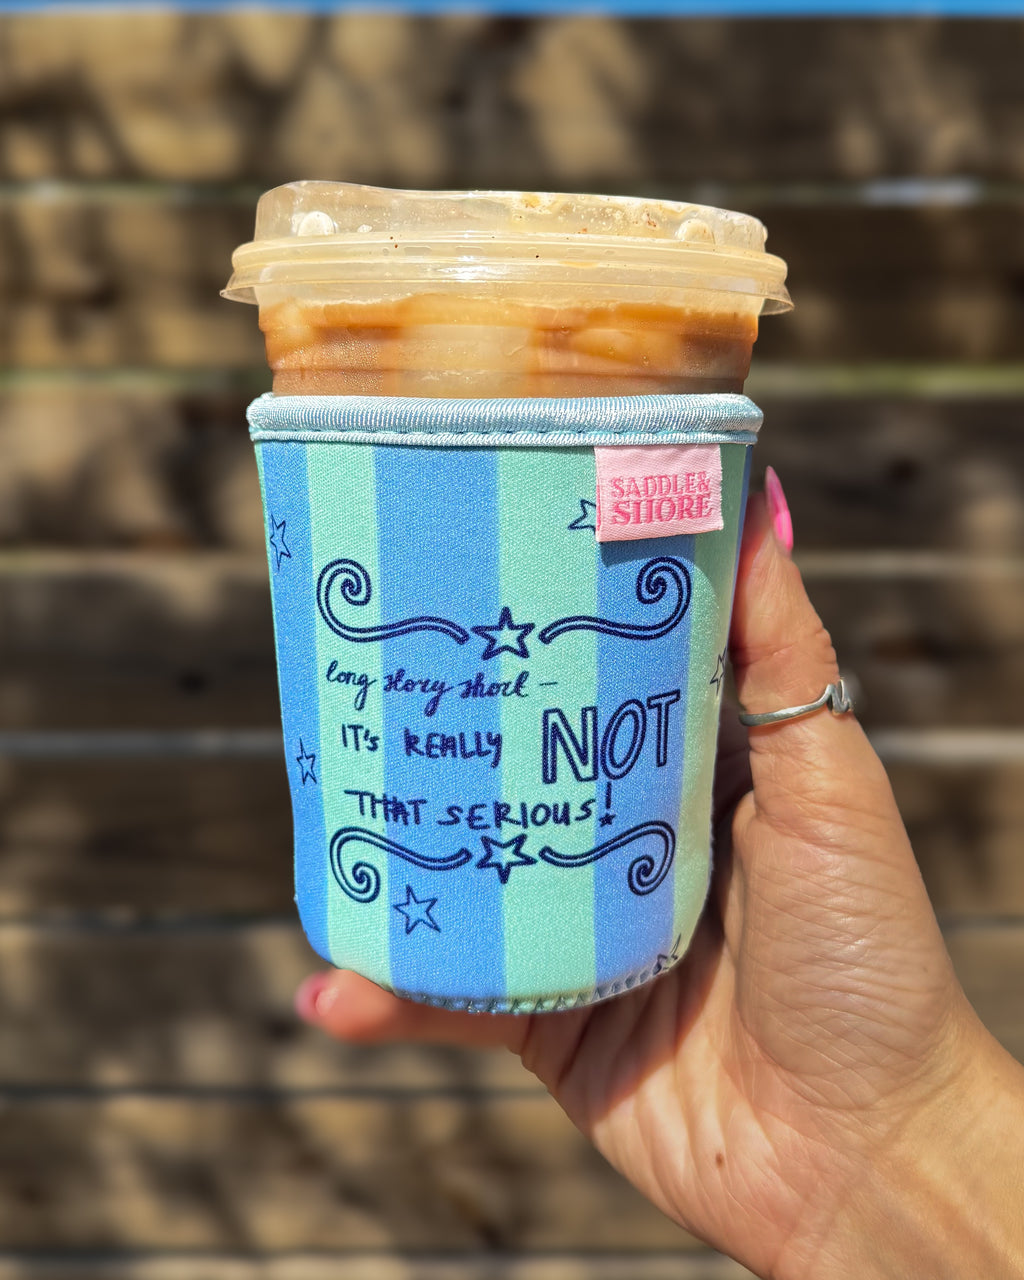 SADDLE&
SHORE
long story short —
IT'S REALLY NOT
THAT SERIOUS!